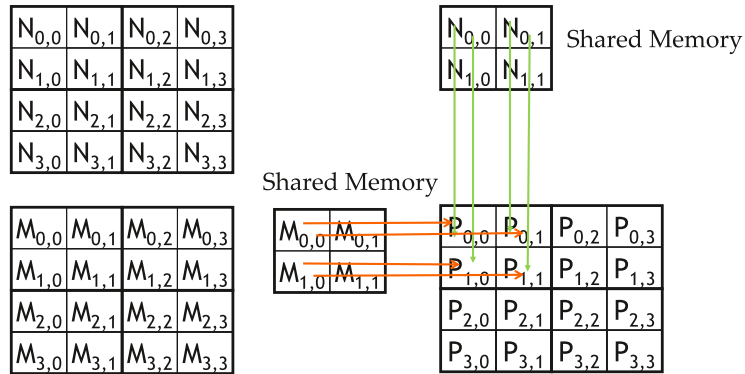 N0,0 N0,1 N0,2 N0,3
N1,0 N1,1 N1,2 N1,3
N2,0 N2,1 N2,2 N2,3
N3,0 N3,1 N3,2 N3,3
N0,0 N0,1
N1,0 N1,1
Shared Memory
Shared Memory
M0,0 M0,1 M0,2 M0,3
M1,0 M1,1 M1,2 M1,3
M2,0 M2,1 M2,2 M2,3
M3,0 M3,1 M3,2 M3,3
M0,0 M0,1
M1,0 M1,1
P0,0 P0,1 P0,2 P0,3
P1,0 P1,1 P1,2 P1,3
P2,0 P2,1 P2,2 P2,3
P3,0 P3,1 P3,2 P3,3